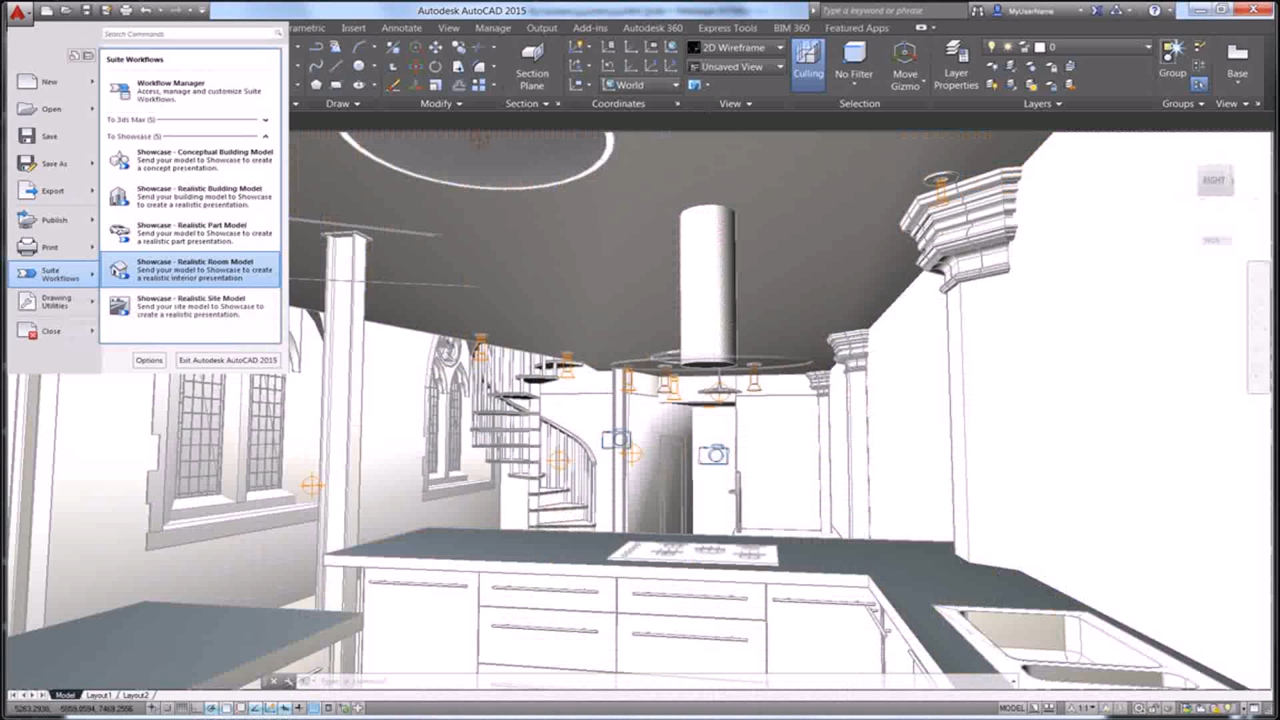 Autodesk AutoCAD 2015
Type a keyword or phrase
MyUserName
Search Commands
Insert Annotate View Manage Output Add-ins Autodesk 360 Express Tools BIM 360 Featured Apps
Suite Workflows
Workflow Manager
Access, manage and customize Suite
Workflows.
To 3ds Max (5)
To Showcase (5)
Showcase - Conceptual Building Model
Send your model to Showcase to create
a concept presentation.
Showcase - Realistic Building Model
Send your building model to Showcase
to create a realistic presentation.
Showcase - Realistic Part Model
Send your model to Showcase to create
a realistic part presentation.
Showcase - Realistic Room Model
Send your model to Showcase to create
a realistic interior presentation
Showcase - Realistic Site Model
Send your site model to Showcase to
create a realistic presentation.
New
Open
Save
Save As
Export
Publish
Print
Suite
Workflows
Drawing
Utilities
Close
Options
Exit Autodesk AutoCAD 2015
Section
Plane
World
2D Wireframe
Unsaved View
Culling
No Filter
Move
Gizmo
Layer
Properties
0
Group
Base
Draw
Modify
Section
Coordinates
View
Selection
Layers
Groups
View
RIGHT
Model Layout1 Layout2
MODEL
1:1